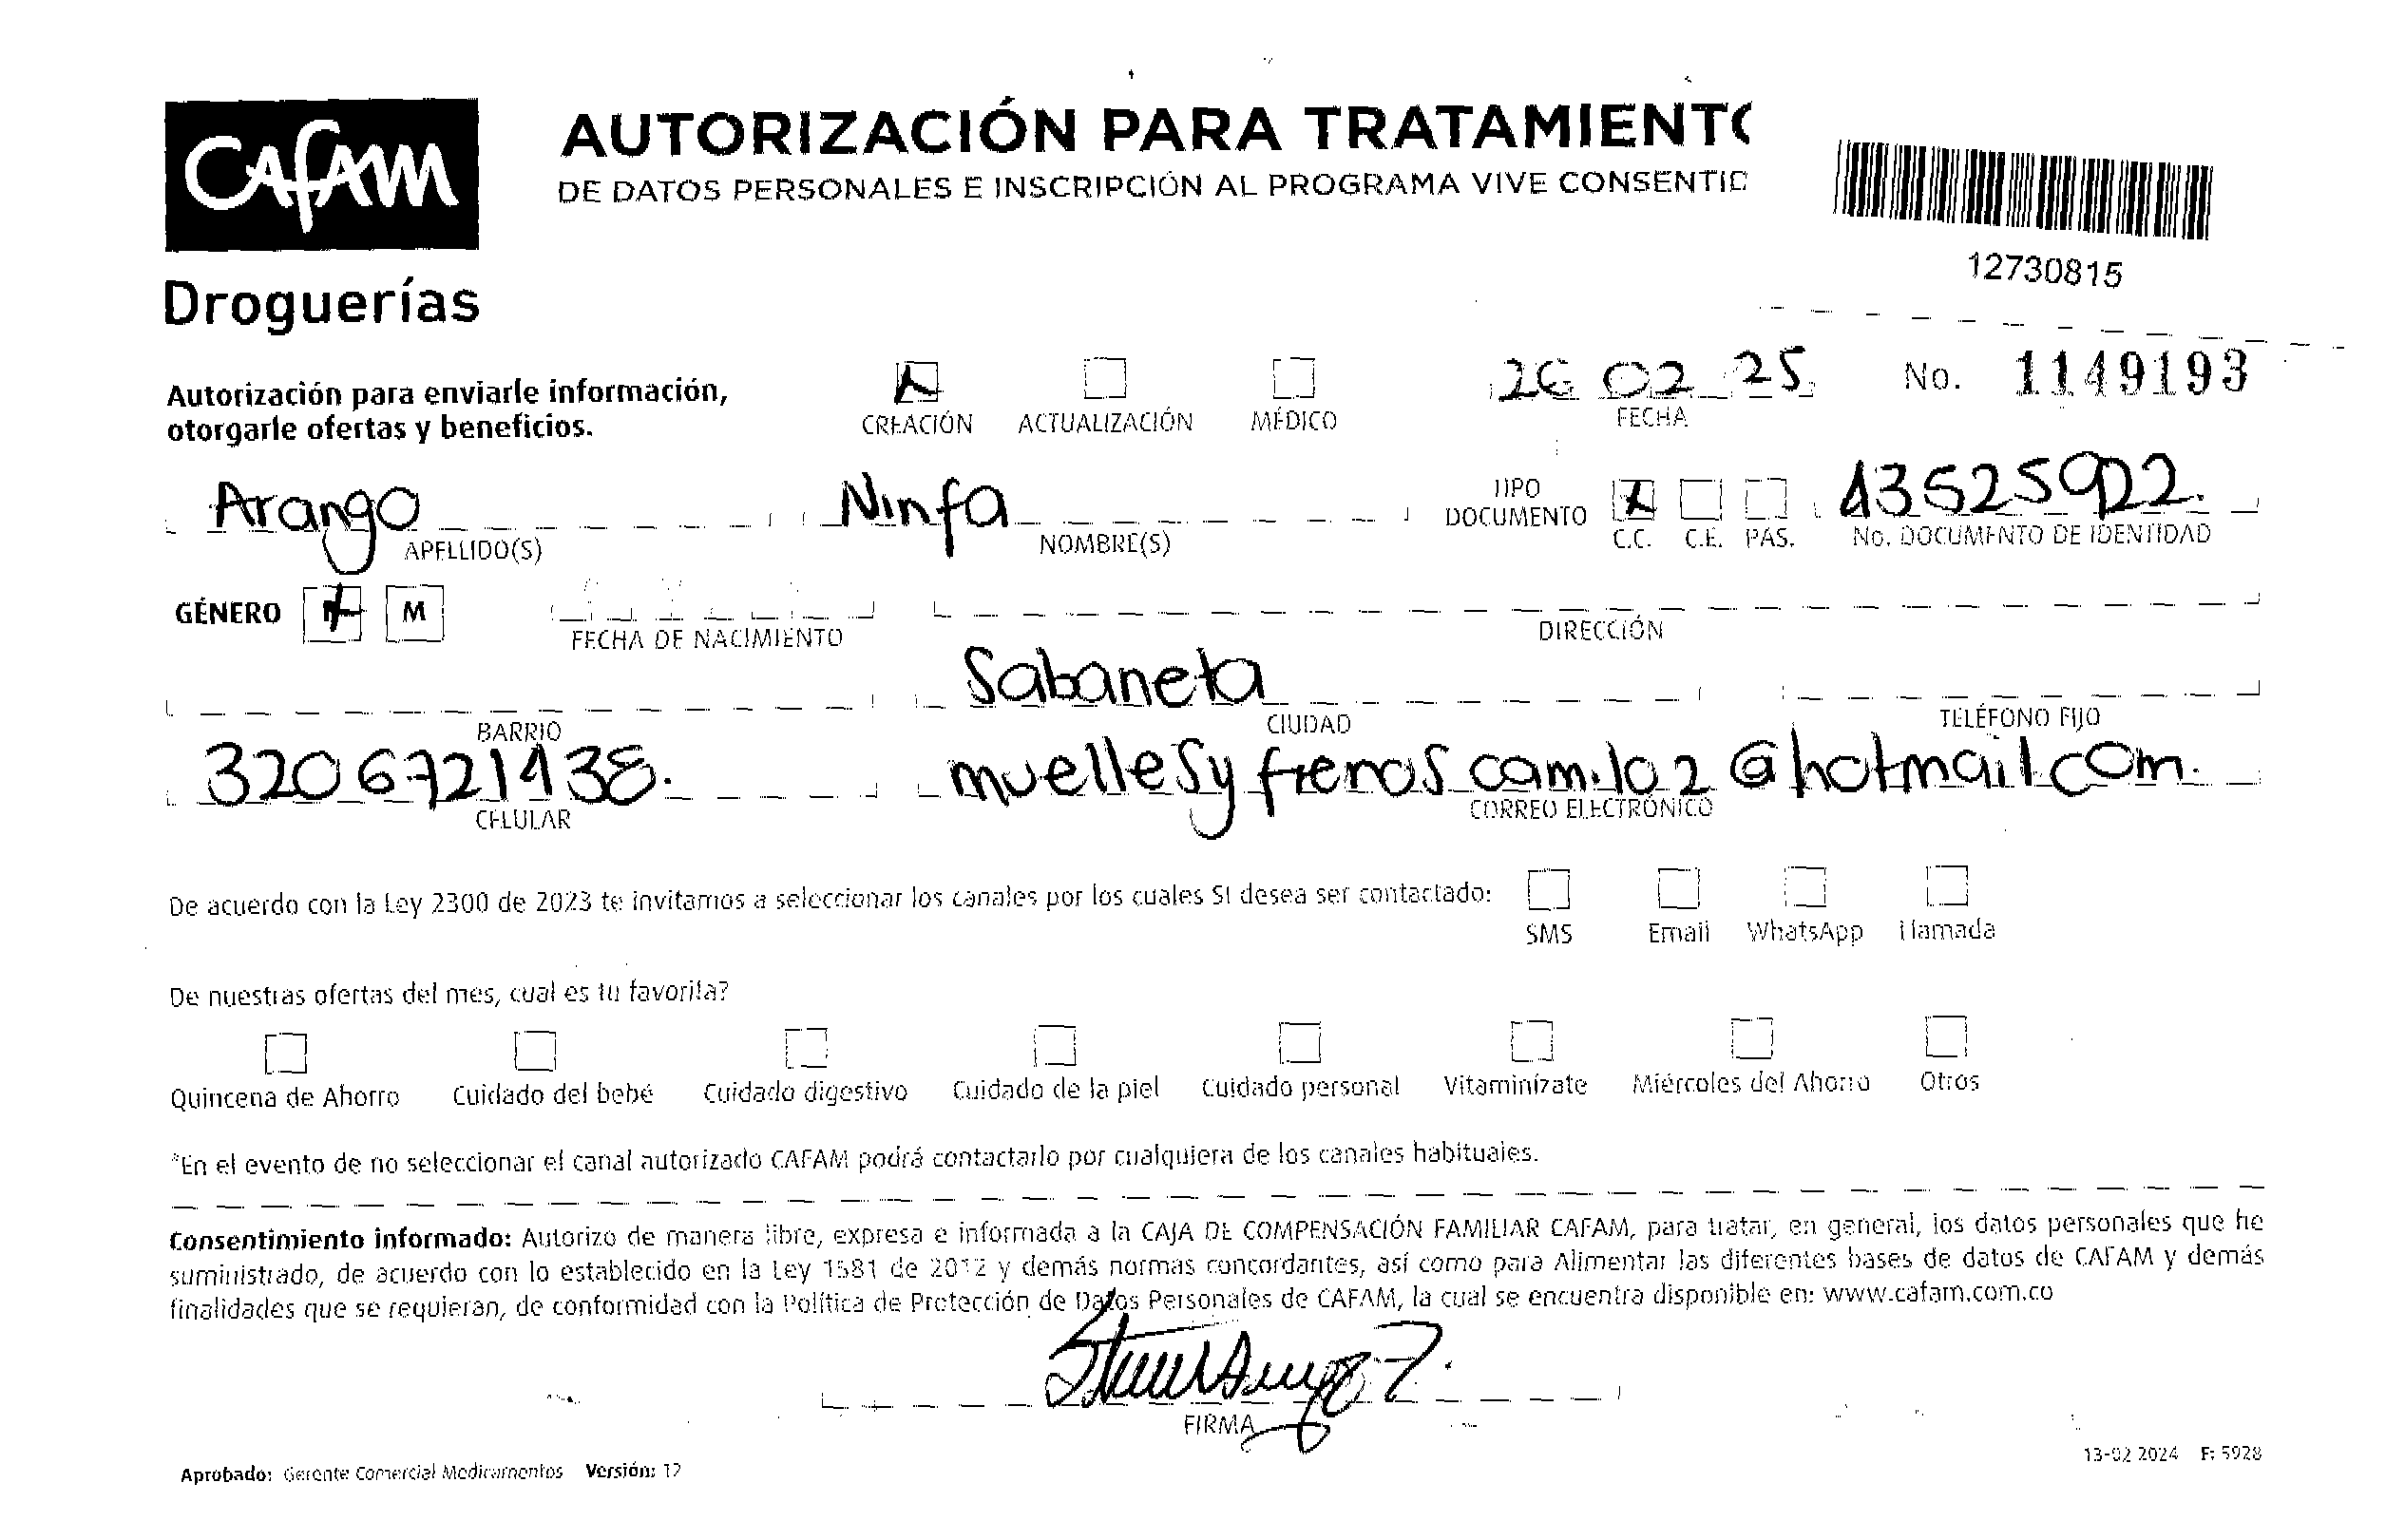 CAFAM
Droguerías
AUTORIZACIÓN PARA TRATAMIENTO
DE DATOS PERSONALES E INSCRIPCIÓN AL PROGRAMA VIVE CONSENTID
12730815
Autorización para enviarle información,
otorgarle ofertas y beneficios.
CREACIÓN ACTUALIZACIÓN MÉDICO
26 02 25
FECHA
No. 1149193
Arango
APELLIDO(S)
Ninfa
NOMBRE(S)
TIPO
DOCUMENTO
C.C. C.E. PAS.
43525922.
No. DOCUMENTO DE IDENTIDAD
GÉNERO M
FECHA DE NACIMIENTO
DIRECCIÓN
BARRIO
Sabaneta
CIUDAD
TELÉFONO FIJO
3206721138.
CELULAR
muellesyfrenoscamilo2@hotmail.com.
CORREO ELECTRÓNICO
De acuerdo con la Ley 2300 de 2023 te invitamos a seleccionar los canales por los cuales SI desea ser contactado:
SMS Email WhatsApp Llamada
De nuestras ofertas del mes, cual es tu favorita?
Quincena de Ahorro Cuidado del bebé Cuidado digestivo Cuidado de la piel Cuidado personal Vitaminízate Miércoles del Ahorro Otros
*En el evento de no seleccionar el canal autorizado CAFAM podrá contactarlo por cualquiera de los canales habituales.
Consentimiento informado: Autorizo de manera libre, expresa e informada a la CAJA DE COMPENSACIÓN FAMILIAR CAFAM, para tratar, en general, los datos personales que he
suministrado, de acuerdo con lo establecido en la Ley 1581 de 2012 y demás normas concordantes, así como para Alimentar las diferentes bases de datos de CAFAM y demás
finalidades que se requieran, de conformidad con la Política de Protección de Datos Personales de CAFAM, la cual se encuentra disponible en: www.cafam.com.co
FIRMA
Aprobado: Gerente Comercial Medicamentos Versión: 12
13-02 2024 F: 5928